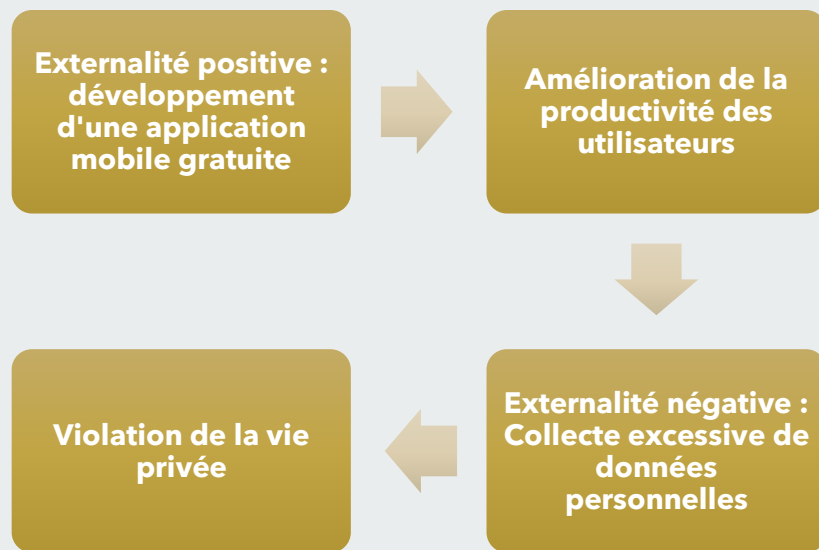 Externalité positive :
développement
d'une application
mobile gratuite
Amélioration de la
productivité des
utilisateurs
Externalité négative :
Collecte excessive de
données
personnelles
Violation de la vie
privée